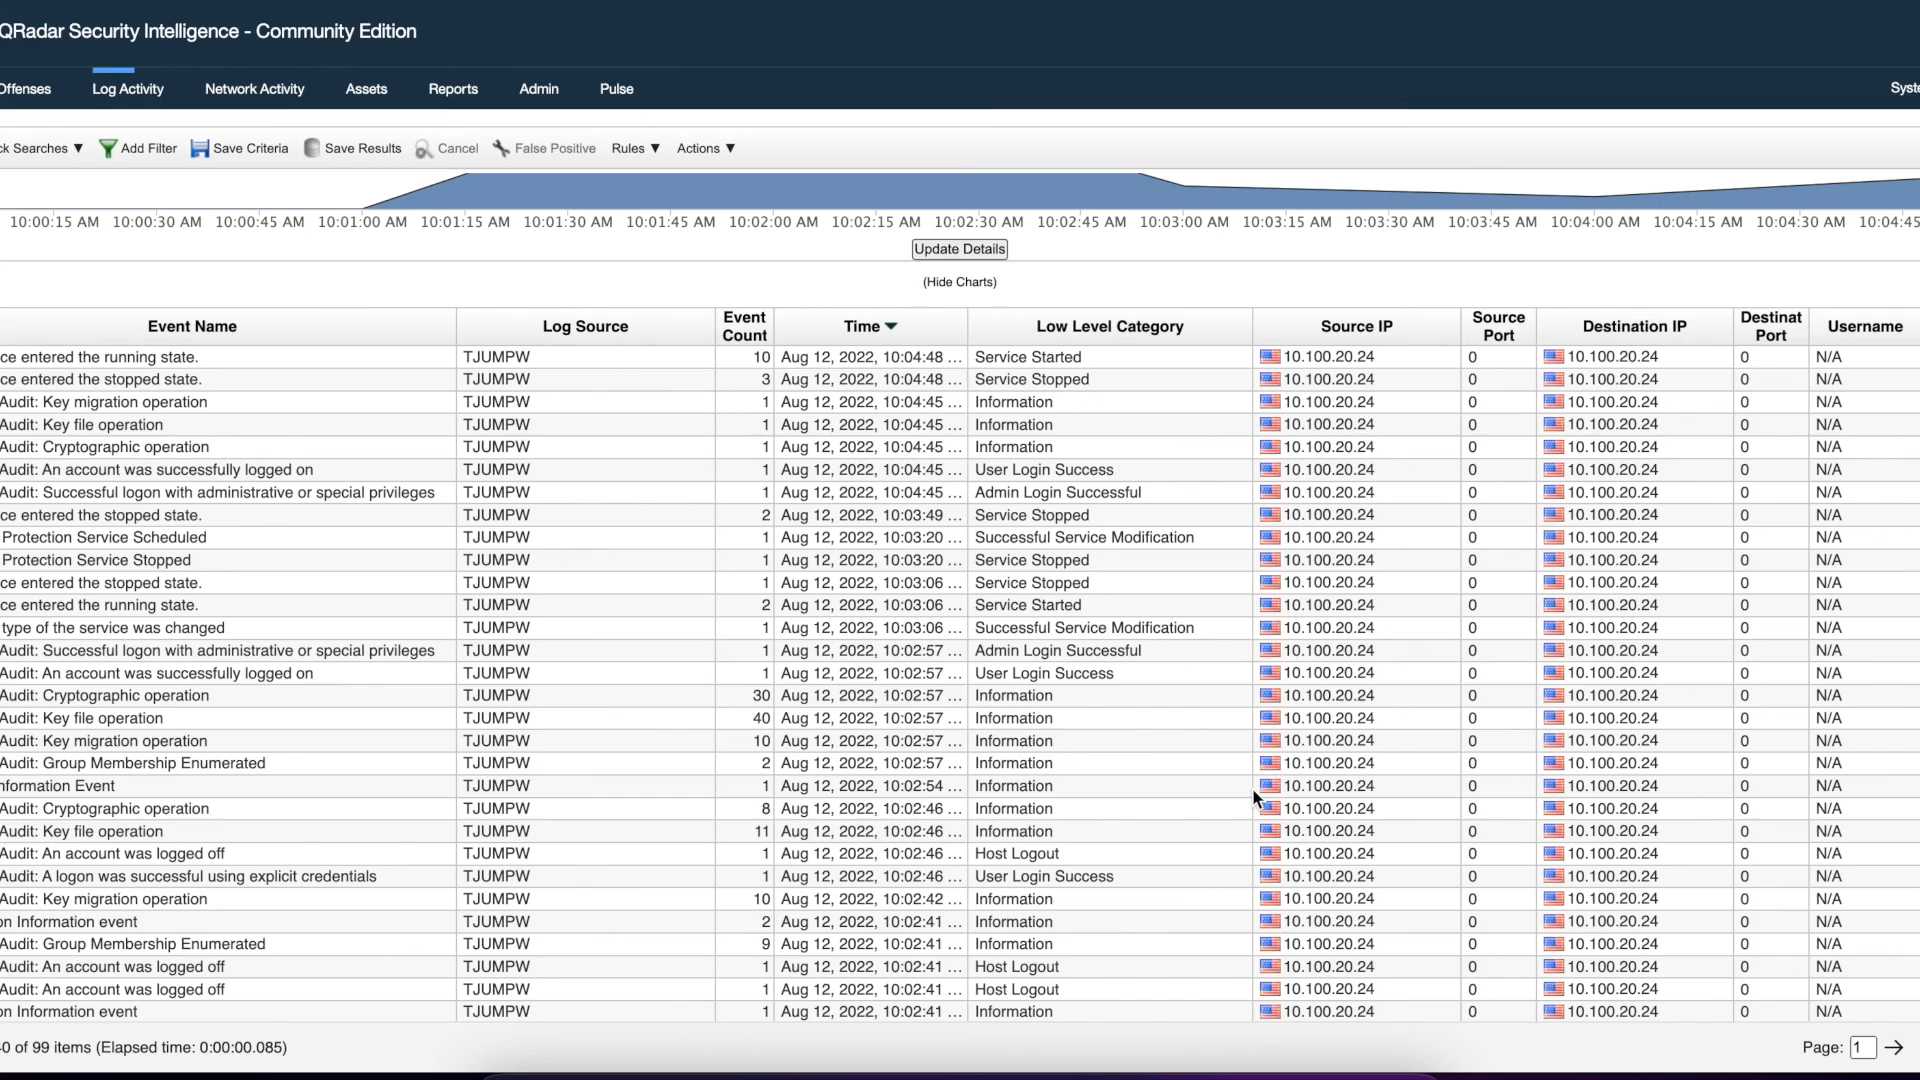 QRadar Security Intelligence - Community Edition
Offenses Log Activity Network Activity Assets Reports Admin Pulse Syste
ck Searches ▼ Add Filter Save Criteria Save Results Cancel False Positive Rules ▼ Actions ▼
10:00:15 AM 10:00:30 AM 10:00:45 AM 10:01:00 AM 10:01:15 AM 10:01:30 AM 10:01:45 AM 10:02:00 AM 10:02:15 AM 10:02:30 AM 10:02:45 AM 10:03:00 AM 10:03:15 AM 10:03:30 AM 10:03:45 AM 10:04:00 AM 10:04:15 AM 10:04:30 AM 10:04:45
Update Details
(Hide Charts)
Event Name Log Source Event Count Time Low Level Category Source IP Source Port Destination IP Destinat Port Username
ce entered the running state. TJUMPW 10 Aug 12, 2022, 10:04:48 ... Service Started 10.100.20.24 0 10.100.20.24 0 N/A
ce entered the stopped state. TJUMPW 3 Aug 12, 2022, 10:04:48 ... Service Stopped 10.100.20.24 0 10.100.20.24 0 N/A
Audit: Key migration operation TJUMPW 1 Aug 12, 2022, 10:04:45 ... Information 10.100.20.24 0 10.100.20.24 0 N/A
Audit: Key file operation TJUMPW 1 Aug 12, 2022, 10:04:45 ... Information 10.100.20.24 0 10.100.20.24 0 N/A
Audit: Cryptographic operation TJUMPW 1 Aug 12, 2022, 10:04:45 ... Information 10.100.20.24 0 10.100.20.24 0 N/A
Audit: An account was successfully logged on TJUMPW 1 Aug 12, 2022, 10:04:45 ... User Login Success 10.100.20.24 0 10.100.20.24 0 N/A
Audit: Successful logon with administrative or special privileges TJUMPW 1 Aug 12, 2022, 10:04:45 ... Admin Login Successful 10.100.20.24 0 10.100.20.24 0 N/A
ce entered the stopped state. TJUMPW 2 Aug 12, 2022, 10:03:49 ... Service Stopped 10.100.20.24 0 10.100.20.24 0 N/A
Protection Service Scheduled TJUMPW 1 Aug 12, 2022, 10:03:20 ... Successful Service Modification 10.100.20.24 0 10.100.20.24 0 N/A
Protection Service Stopped TJUMPW 1 Aug 12, 2022, 10:03:20 ... Service Stopped 10.100.20.24 0 10.100.20.24 0 N/A
ce entered the stopped state. TJUMPW 1 Aug 12, 2022, 10:03:06 ... Service Stopped 10.100.20.24 0 10.100.20.24 0 N/A
ce entered the running state. TJUMPW 2 Aug 12, 2022, 10:03:06 ... Service Started 10.100.20.24 0 10.100.20.24 0 N/A
type of the service was changed TJUMPW 1 Aug 12, 2022, 10:03:06 ... Successful Service Modification 10.100.20.24 0 10.100.20.24 0 N/A
Audit: Successful logon with administrative or special privileges TJUMPW 1 Aug 12, 2022, 10:02:57 ... Admin Login Successful 10.100.20.24 0 10.100.20.24 0 N/A
Audit: An account was successfully logged on TJUMPW 1 Aug 12, 2022, 10:02:57 ... User Login Success 10.100.20.24 0 10.100.20.24 0 N/A
Audit: Cryptographic operation TJUMPW 30 Aug 12, 2022, 10:02:57 ... Information 10.100.20.24 0 10.100.20.24 0 N/A
Audit: Key file operation TJUMPW 40 Aug 12, 2022, 10:02:57 ... Information 10.100.20.24 0 10.100.20.24 0 N/A
Audit: Key migration operation TJUMPW 10 Aug 12, 2022, 10:02:57 ... Information 10.100.20.24 0 10.100.20.24 0 N/A
Audit: Group Membership Enumerated TJUMPW 2 Aug 12, 2022, 10:02:57 ... Information 10.100.20.24 0 10.100.20.24 0 N/A
nformation Event TJUMPW 1 Aug 12, 2022, 10:02:54 ... Information 10.100.20.24 0 10.100.20.24 0 N/A
Audit: Cryptographic operation TJUMPW 8 Aug 12, 2022, 10:02:46 ... Information 10.100.20.24 0 10.100.20.24 0 N/A
Audit: Key file operation TJUMPW 11 Aug 12, 2022, 10:02:46 ... Information 10.100.20.24 0 10.100.20.24 0 N/A
Audit: An account was logged off TJUMPW 1 Aug 12, 2022, 10:02:46 ... Host Logout 10.100.20.24 0 10.100.20.24 0 N/A
Audit: A logon was successful using explicit credentials TJUMPW 1 Aug 12, 2022, 10:02:46 ... User Login Success 10.100.20.24 0 10.100.20.24 0 N/A
Audit: Key migration operation TJUMPW 10 Aug 12, 2022, 10:02:42 ... Information 10.100.20.24 0 10.100.20.24 0 N/A
on Information event TJUMPW 2 Aug 12, 2022, 10:02:41 ... Information 10.100.20.24 0 10.100.20.24 0 N/A
Audit: Group Membership Enumerated TJUMPW 9 Aug 12, 2022, 10:02:41 ... Information 10.100.20.24 0 10.100.20.24 0 N/A
Audit: An account was logged off TJUMPW 1 Aug 12, 2022, 10:02:41 ... Host Logout 10.100.20.24 0 10.100.20.24 0 N/A
Audit: An account was logged off TJUMPW 1 Aug 12, 2022, 10:02:41 ... Host Logout 10.100.20.24 0 10.100.20.24 0 N/A
on Information event TJUMPW 1 Aug 12, 2022, 10:02:41 ... Information 10.100.20.24 0 10.100.20.24 0 N/A
0 of 99 items (Elapsed time: 0:00:00.085) Page: 1 →